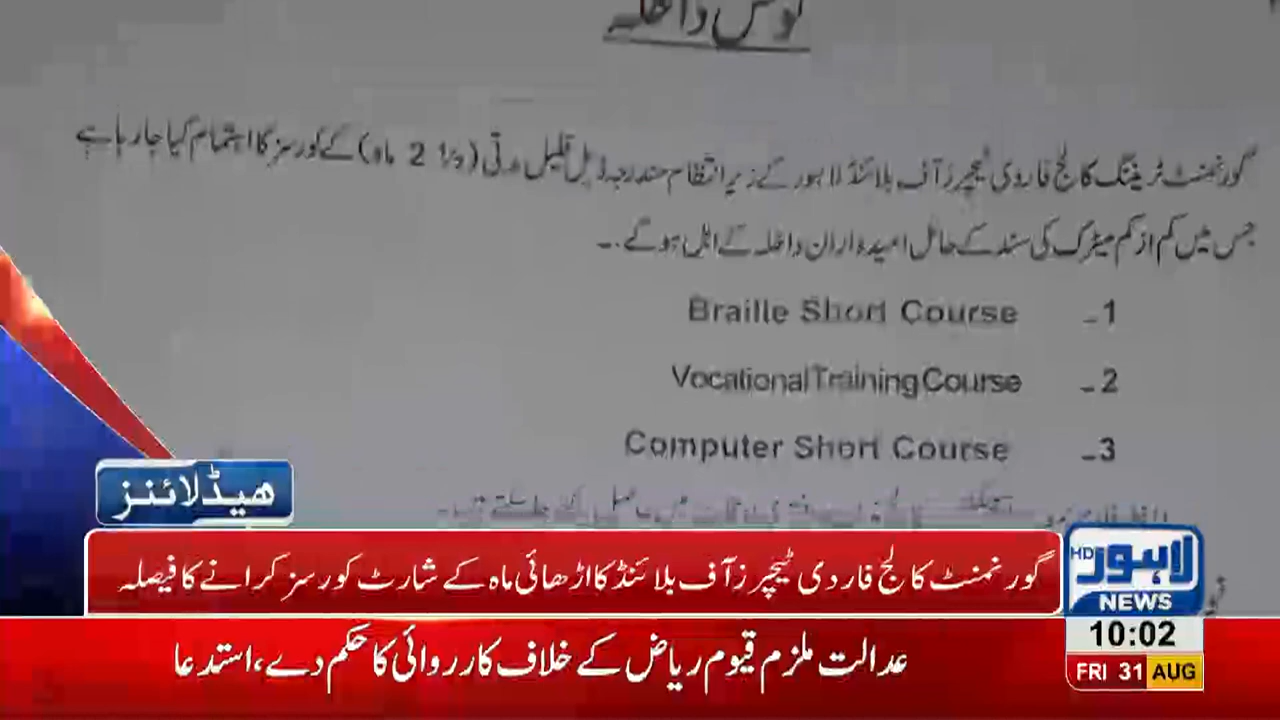 نوٹس داخلہ
گورنمنٹ ٹریننگ کالج فار دی ٹیچرز آف بلائنڈ لاہور کے زیر انتظام مندرجہ ذیل قلیل مدتی (2 ½ ماہ) کے کورسز کا اہتمام کیا جا رہا ہے
جس میں کم از کم میٹرک کی سند کے حامل امیدواران داخلہ کے اہل ہوگے۔
1۔ Braille Short Course
2۔ Vocational Training Course
3۔ Computer Short Course
ہیڈلائنز
گورنمنٹ کالج فار دی ٹیچرز آف بلائنڈ کا اڑھائی ماہ کے شارٹ کورسز کرانے کا فیصلہ
عدالت ملزم قیوم ریاض کے خلاف کارروائی کا حکم دے، استدعا
لاہور HD
NEWS
10:02
FRI 31 AUG